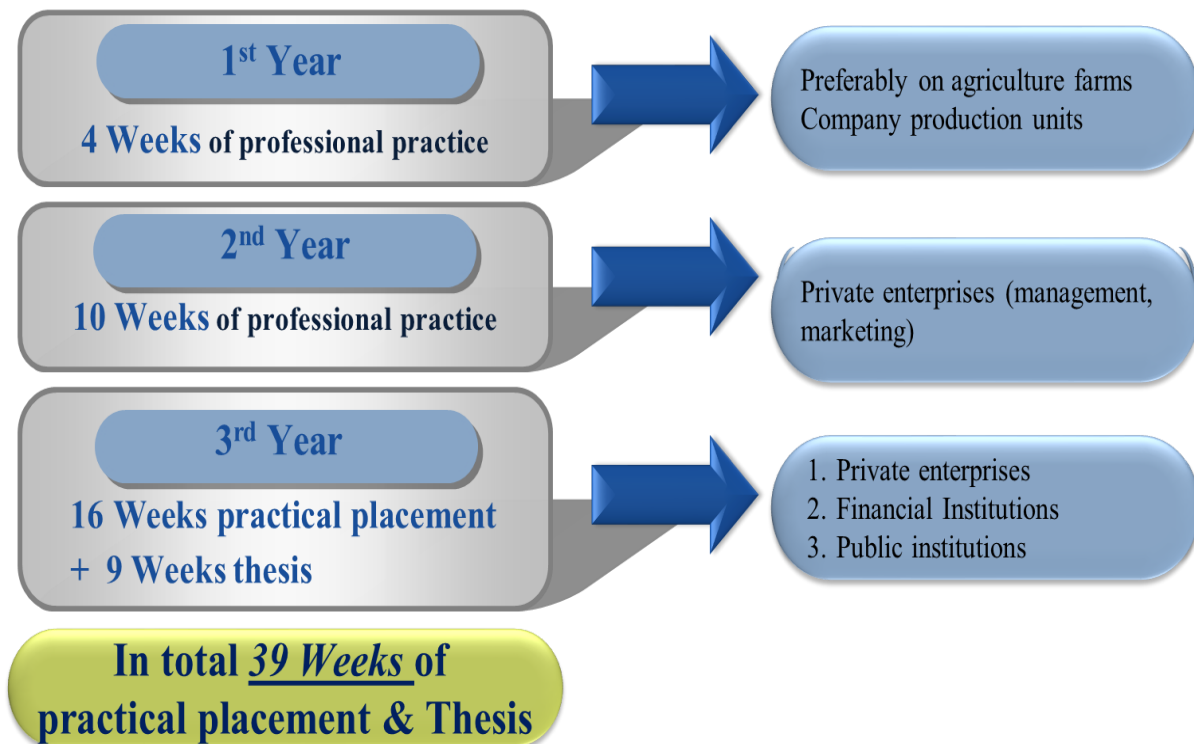 1st Year
4 Weeks of professional practice
Preferably on agriculture farms
Company production units
2nd Year
10 Weeks of professional practice
Private enterprises (management,
marketing)
3rd Year
16 Weeks practical placement
+ 9 Weeks thesis
1. Private enterprises
2. Financial Institutions
3. Public institutions
In total 39 Weeks of
practical placement & Thesis